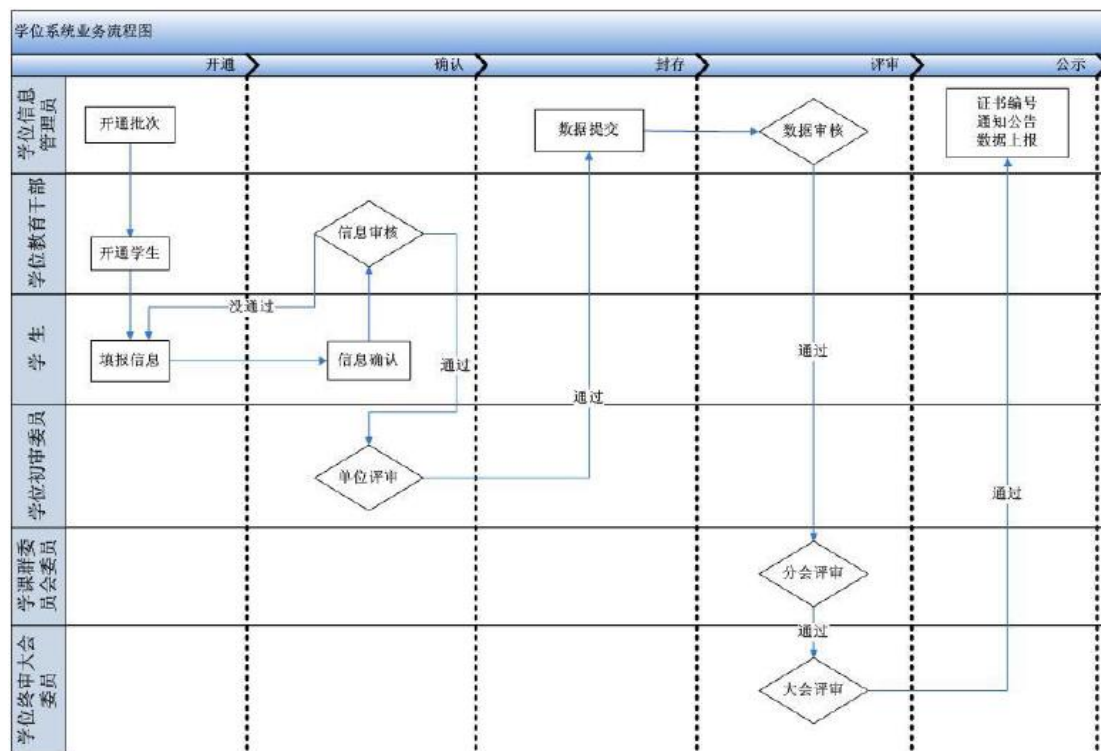 学位系统业务流程图
开通
确认
封存
评审
公示
学位信息
管理员
开通批次
数据提交
数据审核
证书编号
通知公告
数据上报
学位教育干部
开通学生
信息审核
没通过
学 生
填报信息
信息确认
通过
通过
通过
学位初审委员
单位评审
通过
学课群委
员会委员
分会评审
通过
学位终审大会
委员
大会评审